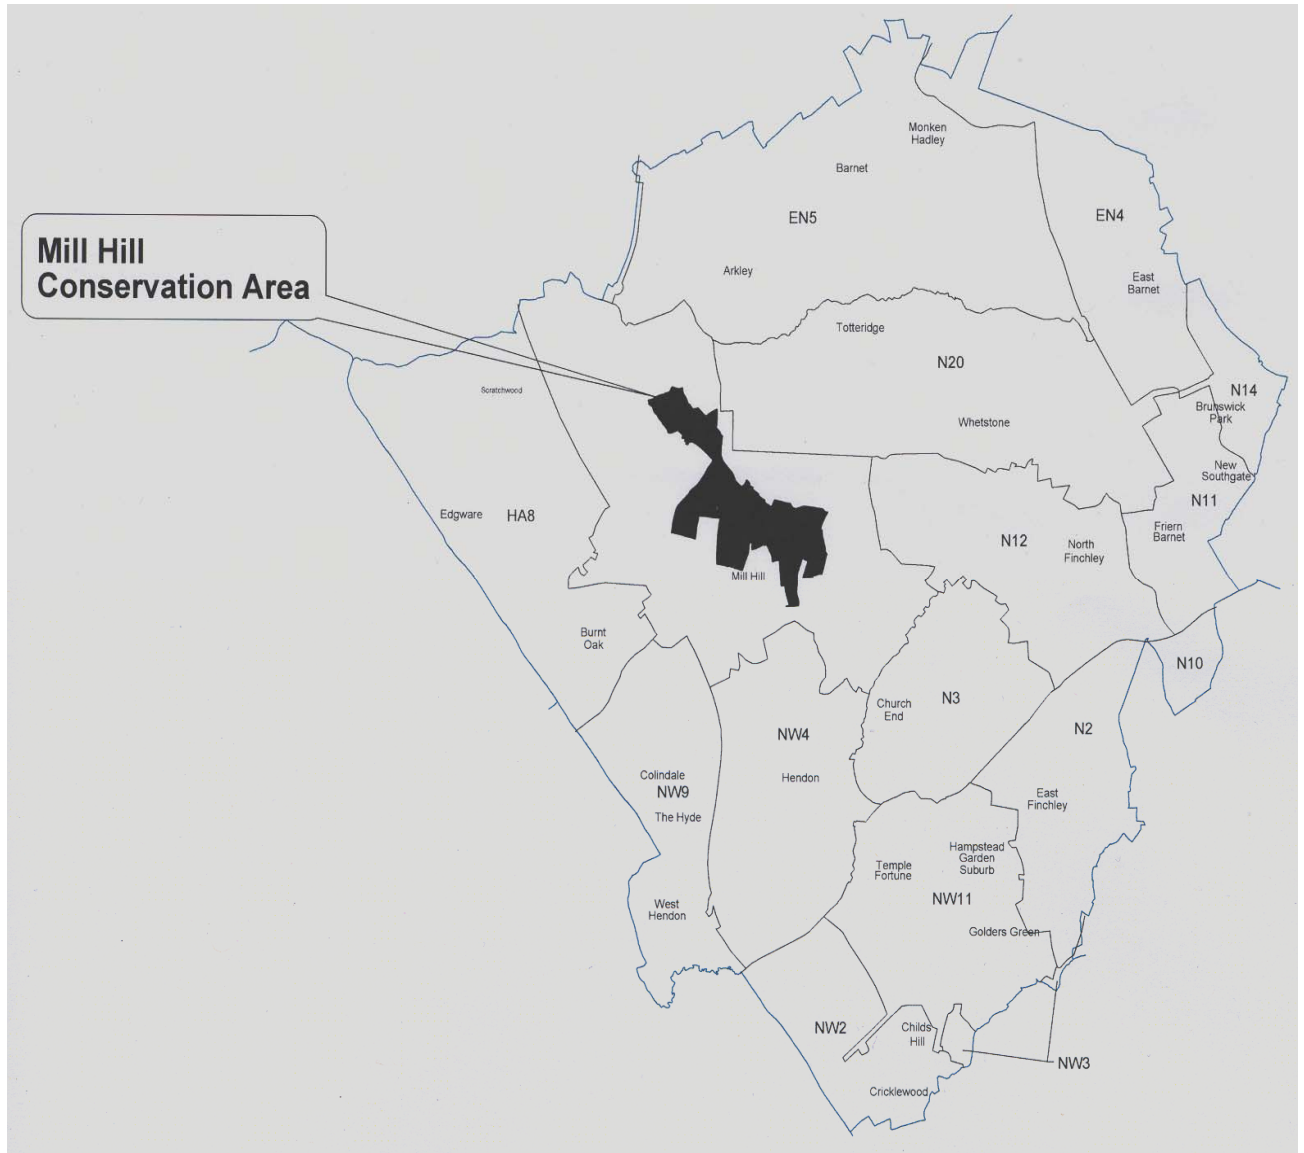 Monken
Hadley
Barnet
EN5
EN4
Mill Hill
Conservation Area
Arkley
East
Barnet
Totteridge
N20
Scratchwood
N14
Brunswick
Park
Whetstone
New
Southgate
N11
Edgware
HA8
Friern
Barnet
N12
North
Finchley
Mill Hill
Burnt
Oak
N10
N3
Church
End
N2
NW4
Hendon
Colindale
NW9
The Hyde
East
Finchley
Hampstead
Garden
Suburb
Temple
Fortune
NW11
West
Hendon
Golders Green
NW2
Childs
Hill
NW3
Cricklewood